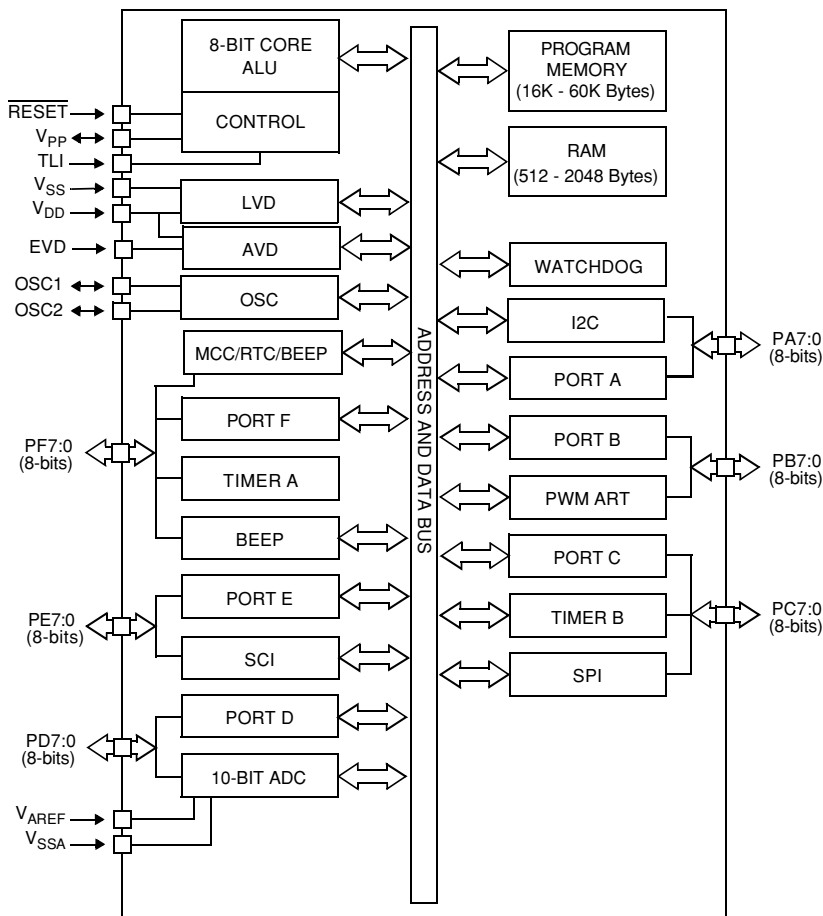 8-BIT CORE
ALU
RESET
VPP
TLI
CONTROL
VSS
VDD
LVD
EVD
AVD
OSC1
OSC2
OSC
MCC/RTC/BEEP
PF7:0
(8-bits)
PORT F
TIMER A
BEEP
PE7:0
(8-bits)
PORT E
SCI
PD7:0
(8-bits)
PORT D
10-BIT ADC
VAREF
VSSA
ADDRESS AND DATA BUS
PROGRAM
MEMORY
(16K - 60K Bytes)
RAM
(512 - 2048 Bytes)
WATCHDOG
I2C
PORT A
PA7:0
(8-bits)
PORT B
PWM ART
PB7:0
(8-bits)
PORT C
TIMER B
SPI
PC7:0
(8-bits)